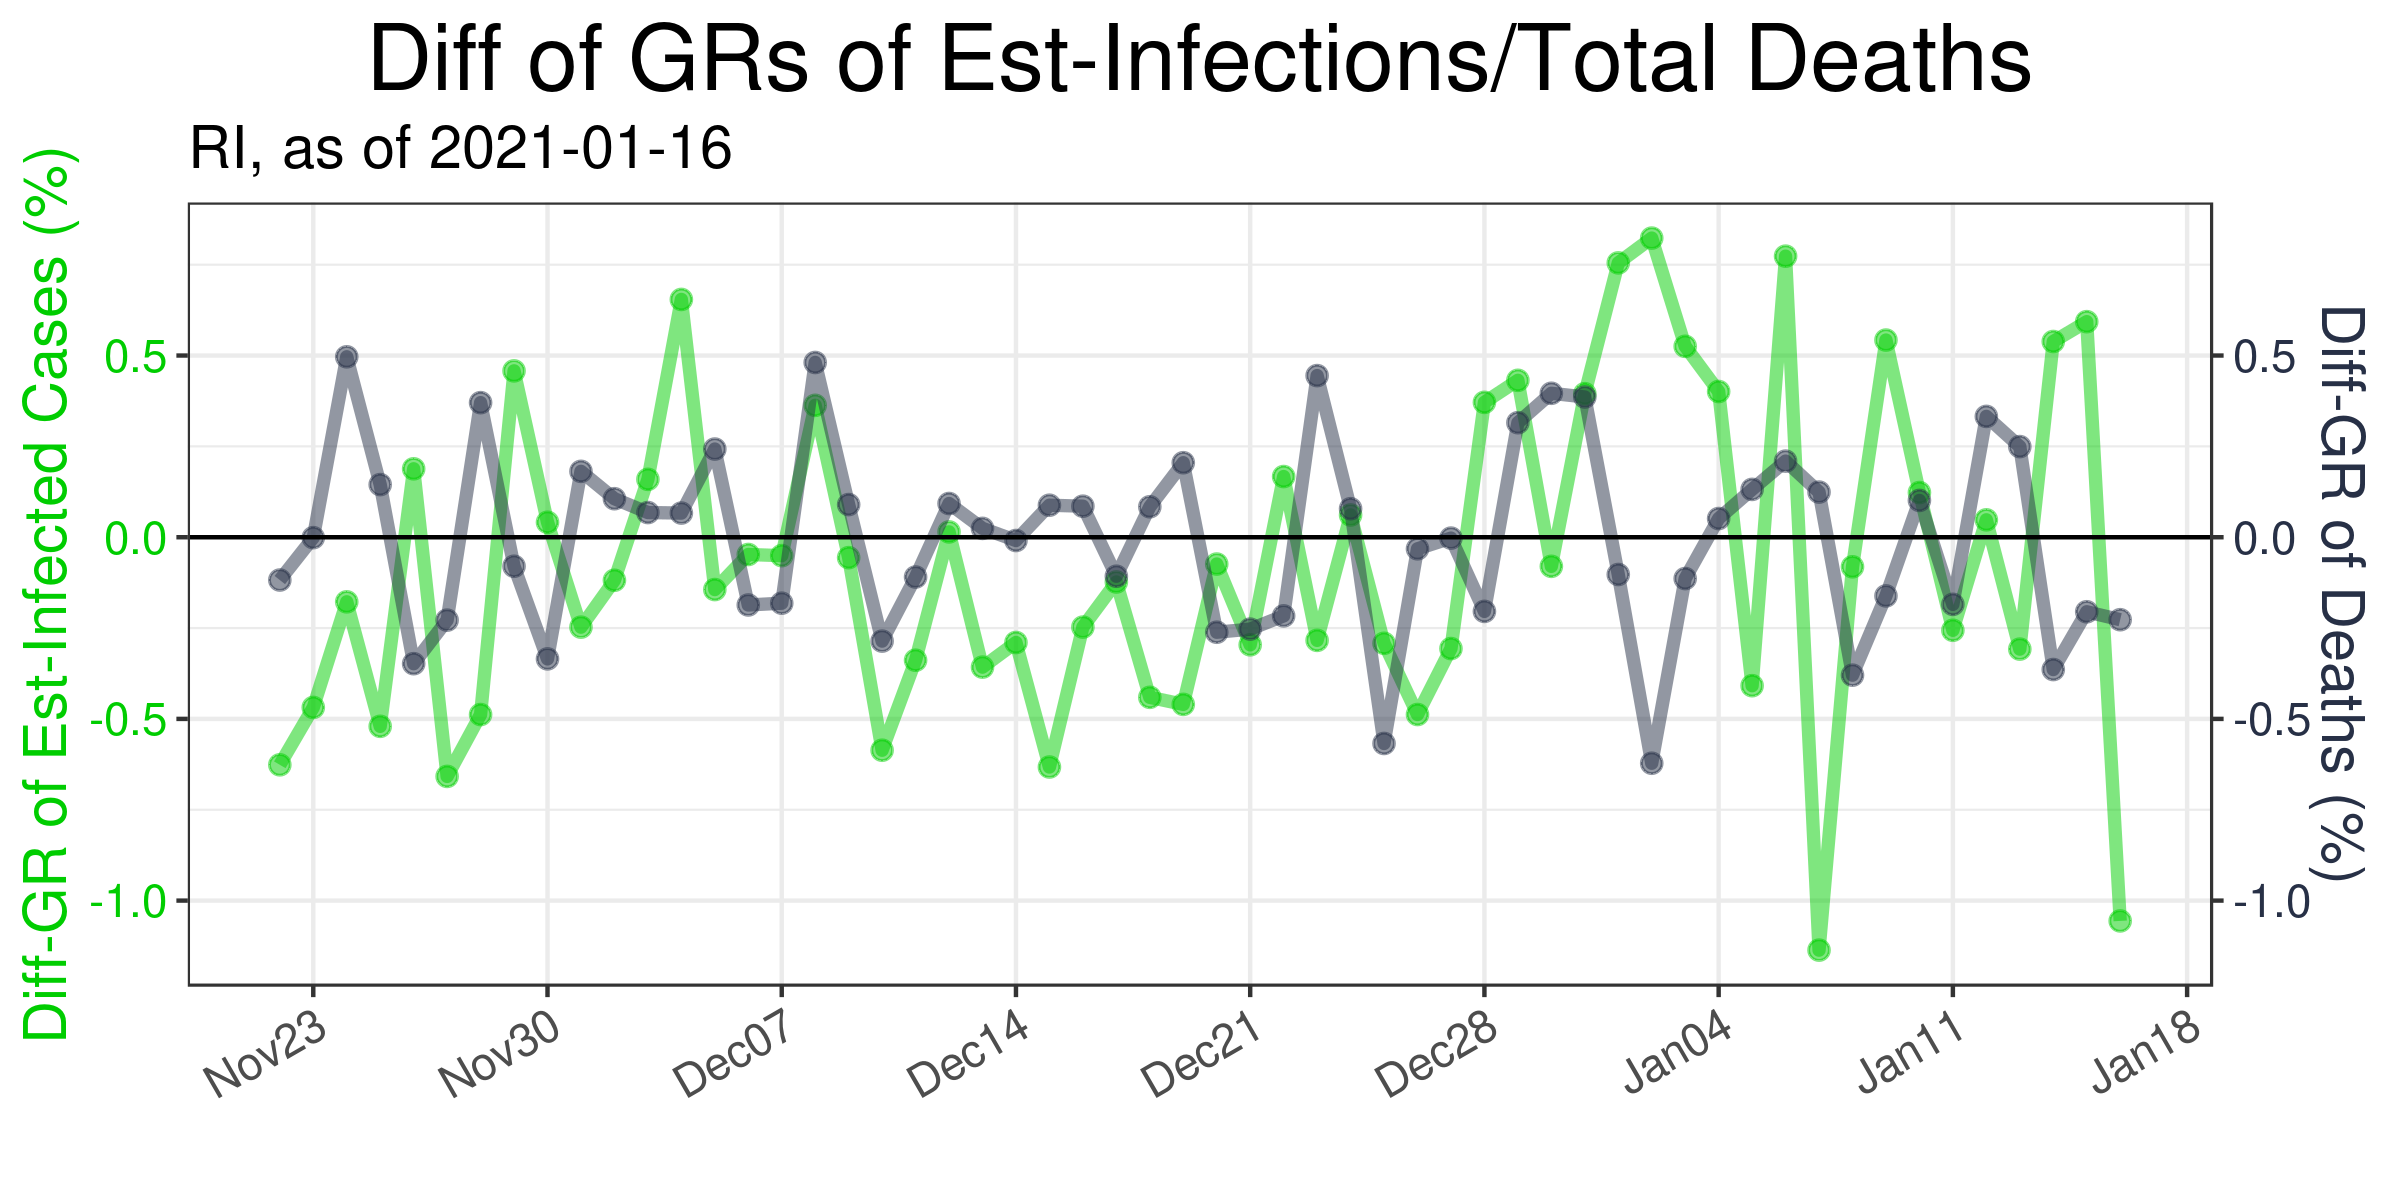 Diff of GRs of Est-Infections/Total Deaths
RI, as of 2021-01-16
Diff-GR of Est-Infected Cases (%)
0.5
0.0
-0.5
-1.0
0.5
0.0
-0.5
-1.0
Diff-GR of Deaths (%)
Nov23
Nov30
Dec07
Dec14
Dec21
Dec28
Jan04
Jan11
Jan18